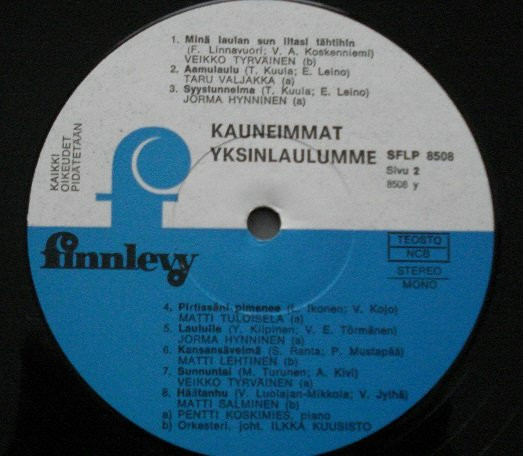 1. Minä laulan sun iltasi tähtihin
(F. Linnavuori; V. A. Koskenniemi)
VEIKKO TYRVÄINEN (b)
2. Aamulaulu (T. Kuula; E. Leino)
TARU VALJAKKA (a)
3. Syystunnelma (T. Kuula; E. Leino)
JORMA HYNNINEN (a)
KAIKKI
OIKEUDET
PIDÄTETÄÄN
KAUNEIMMAT
YKSINLAULUMME
SFLP 8508
Sivu 2
8508 y
f
finnlevy
TEOSTO
NCB
STEREO
MONO
4. Pirtissäni pimenee (L. Ikonen; V. Kojo)
MATTI TULOISELA (a)
5. Laululle (Y. Kilpinen; V. E. Törmänen)
JORMA HYNNINEN (a)
6. Kansansävelmä (S. Ranta; P. Mustapää)
MATTI LEHTINEN (b)
7. Sunnuntai (M. Turunen; A. Kivi)
VEIKKO TYRVÄINEN (a)
8. Häätanhu (V. Luolajan-Mikkola; V. Jylhä)
MATTI SALMINEN (b)
a) PENTTI KOSKIMIES, piano
b) Orkesteri, joht. ILKKA KUUSISTO